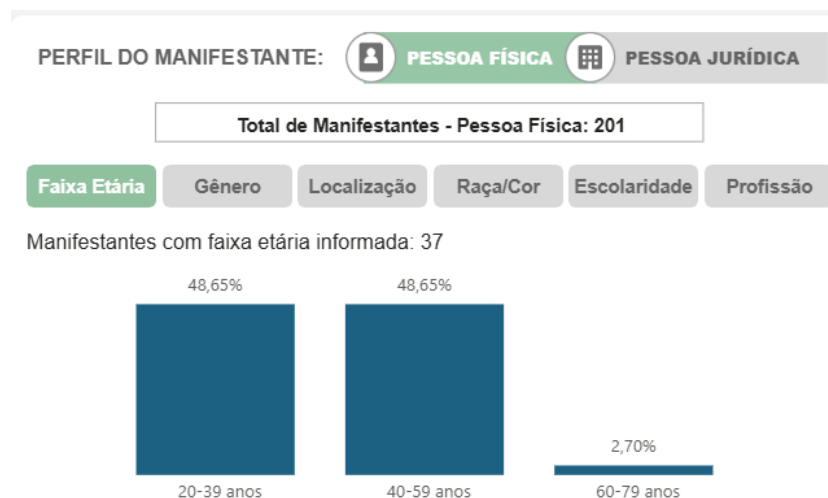 PERFIL DO MANIFESTANTE: PESSOA FÍSICA PESSOA JURÍDICA
Total de Manifestantes - Pessoa Física: 201
Faixa Etária Gênero Localização Raça/Cor Escolaridade Profissão
Manifestantes com faixa etária informada: 37
48,65% 48,65%
2,70%
20-39 anos 40-59 anos 60-79 anos